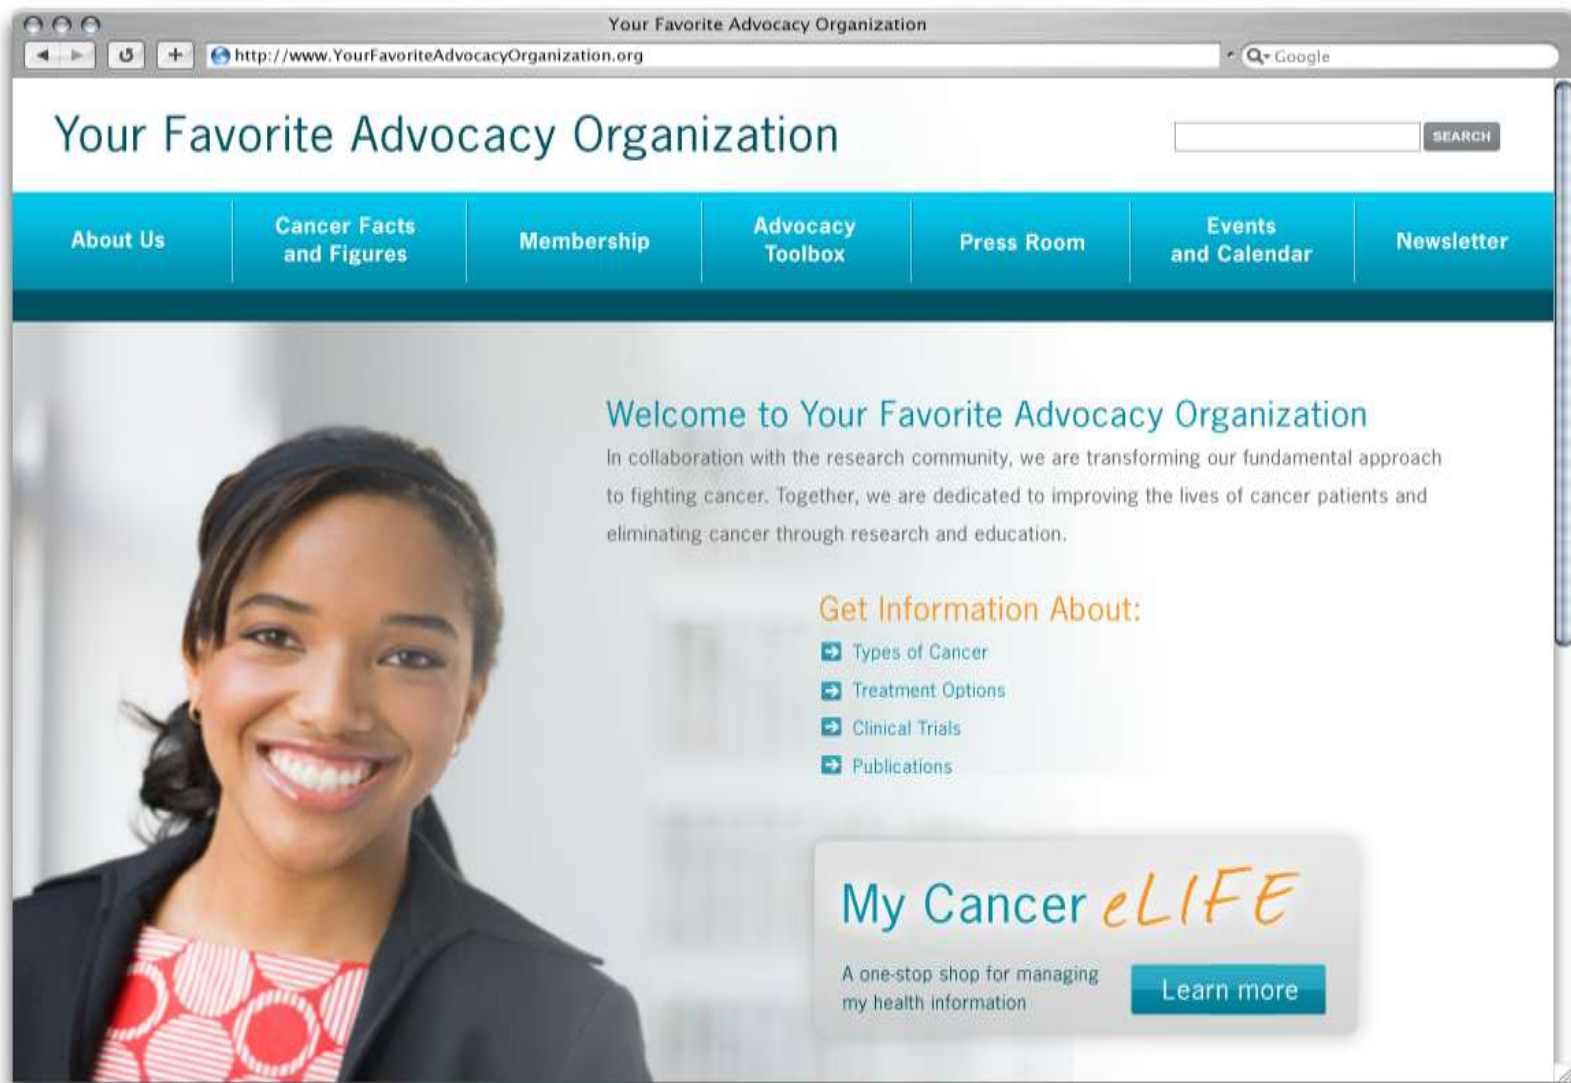 Your Favorite Advocacy Organization
http://www.YourFavoriteAdvocacyOrganization.org
Google
Your Favorite Advocacy Organization
SEARCH
About Us
Cancer Facts
and Figures
Membership
Advocacy
Toolbox
Press Room
Events
and Calendar
Newsletter
Welcome to Your Favorite Advocacy Organization
In collaboration with the research community, we are transforming our fundamental approach
to fighting cancer. Together, we are dedicated to improving the lives of cancer patients and
eliminating cancer through research and education.
Get Information About:
Types of Cancer
Treatment Options
Clinical Trials
Publications
My Cancer eLIFE
A one-stop shop for managing
my health information
Learn more